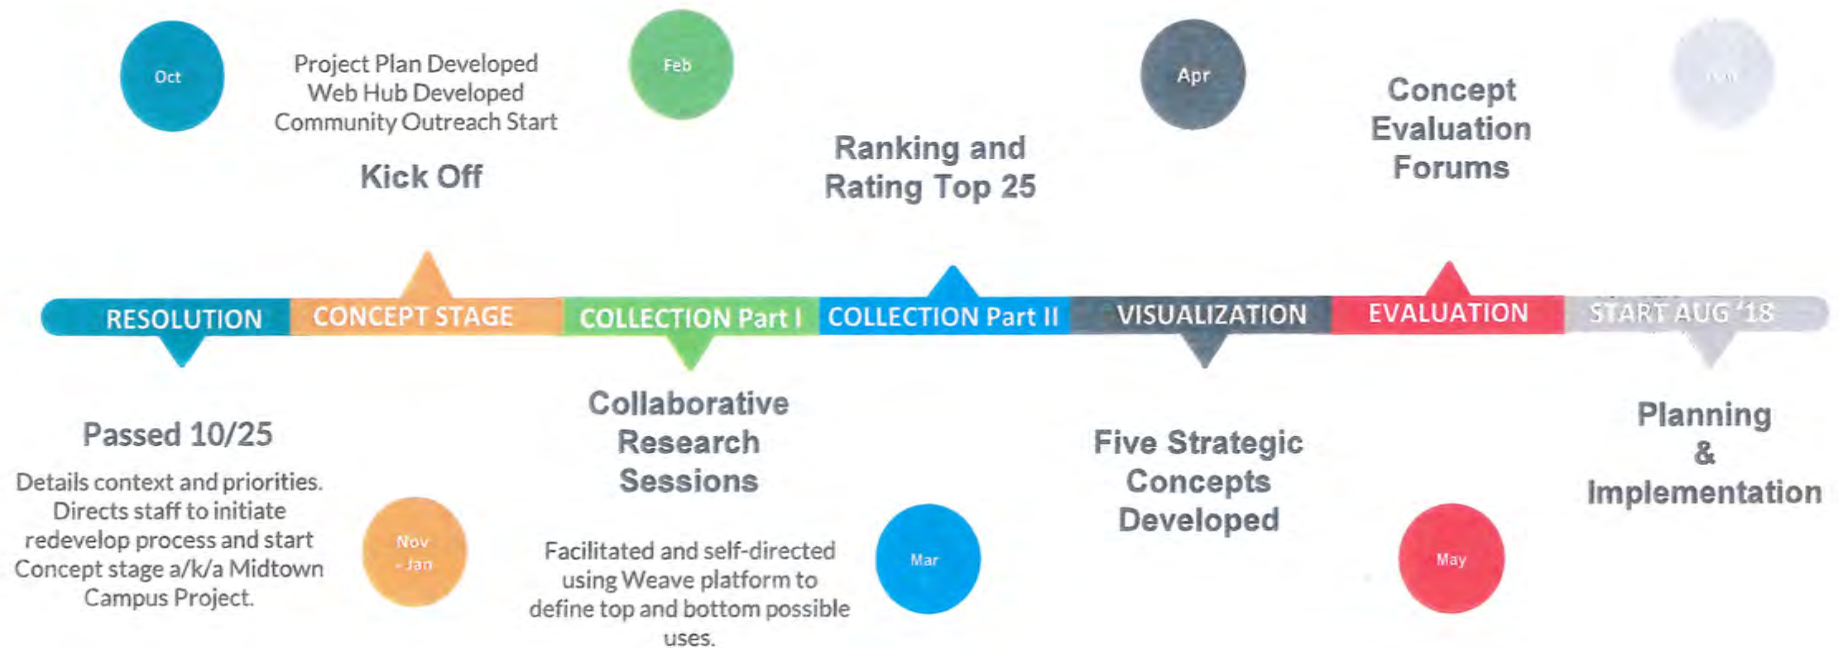 Oct
Project Plan Developed
Web Hub Developed
Community Outreach Start
Kick Off
Feb
Ranking and
Rating Top 25
Apr
Concept
Evaluation
Forums
RESOLUTION
CONCEPT STAGE
COLLECTION Part I
COLLECTION Part II
VISUALIZATION
EVALUATION
START AUG '18
Passed 10/25
Details context and priorities.
Directs staff to initiate
redevelop process and start
Concept stage a/k/a Midtown
Campus Project.
Nov
- Jan
Collaborative
Research
Sessions
Facilitated and self-directed
using Weave platform to
define top and bottom possible
uses.
Mar
Five Strategic
Concepts
Developed
May
Planning
&
Implementation